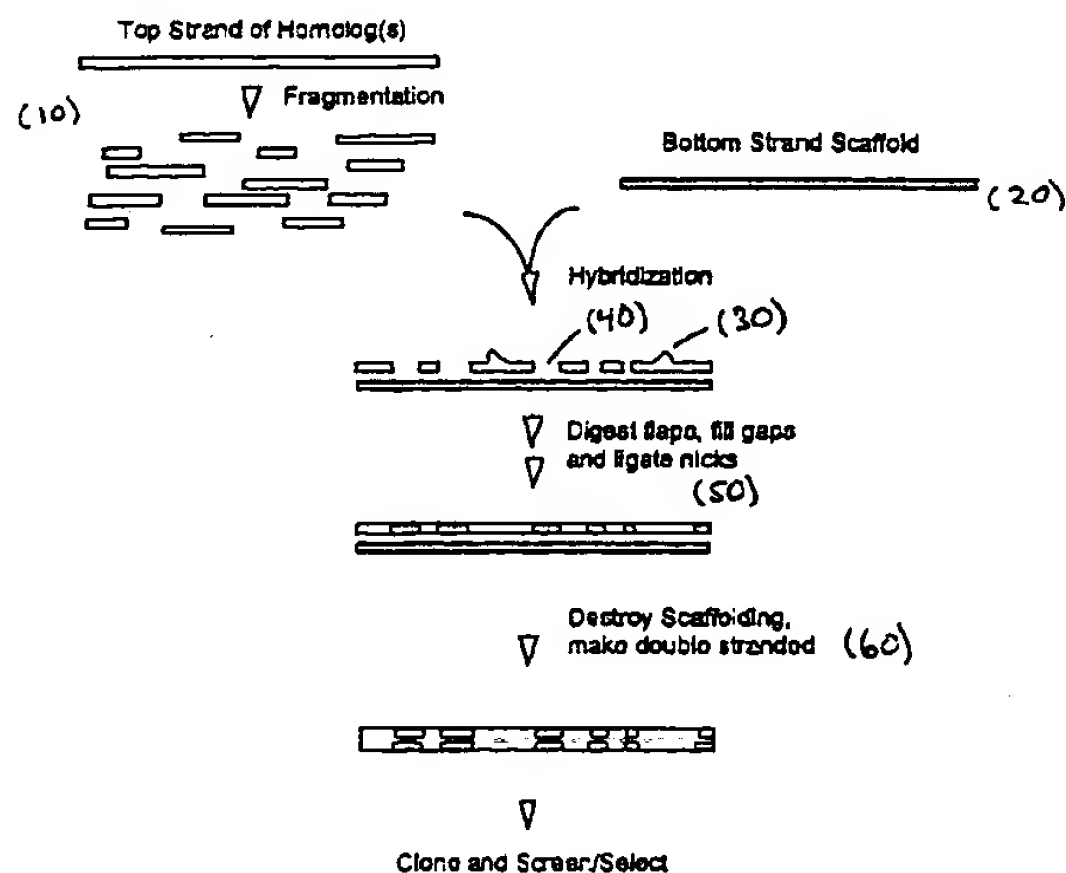 Top Strand of Homolog(s)
Fragmentation
(10)
Bottom Strand Scaffold
(20)
Hybridization
(40)
(30)
Digest flaps, fill gaps
and ligate nicks
(50)
Destroy Scaffolding,
make double stranded
(60)
Clone and Screen/Select